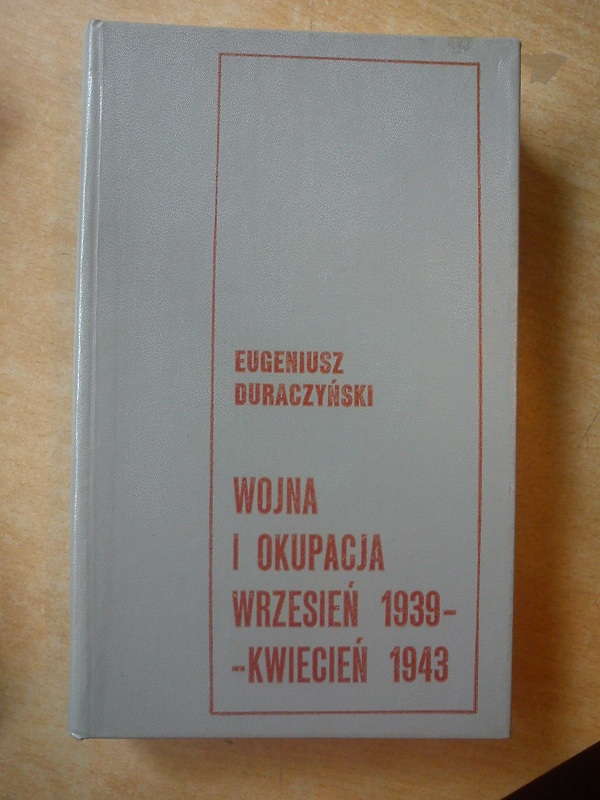 EUGENIUSZ
DURACZYŃSKI
WOJNA
I OKUPACJA
WRZESIEŃ 1939-
-KWIECIEŃ 1943